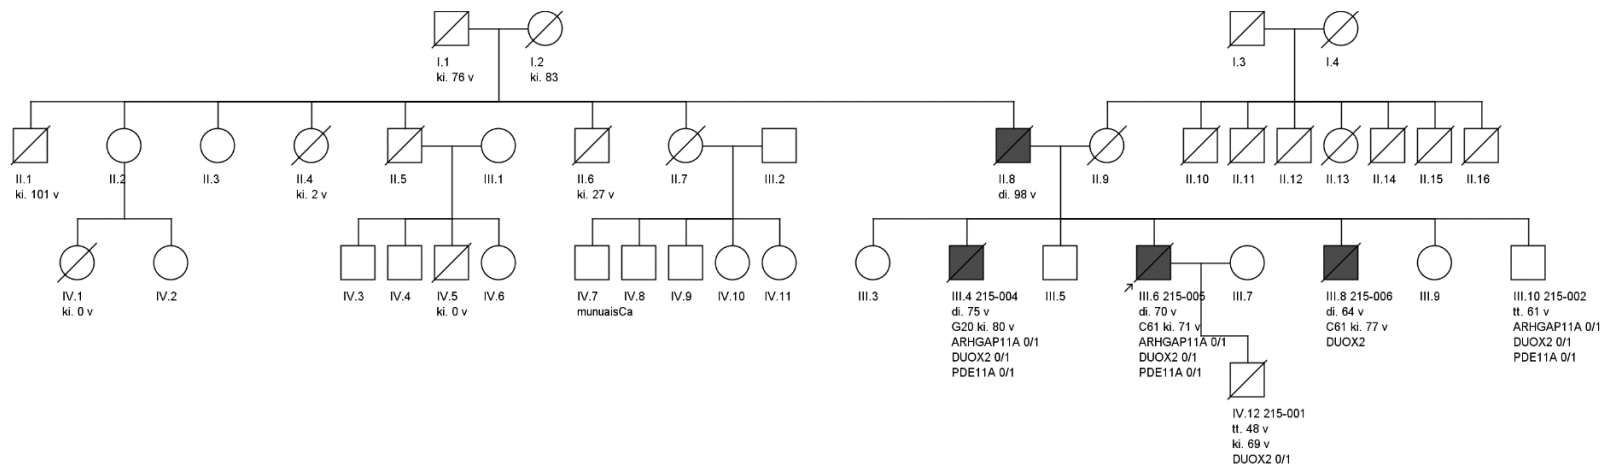 I.1
ki. 76 v
I.2
ki. 83
I.3
I.4
II.1
ki. 101 v
II.2
II.3
II.4
ki. 2 v
II.5
III.1
II.6
ki. 27 v
II.7
III.2
II.8
di. 98 v
II.9
II.10
II.11
II.12
II.13
II.14
II.15
II.16
IV.1
ki. 0 v
IV.2
IV.3
IV.4
IV.5
ki. 0 v
IV.6
IV.7
munuaisCa
IV.8
IV.9
IV.10
IV.11
III.3
III.4 215-004
di. 75 v
G20 ki. 80 v
ARHGAP11A 0/1
DUOX2 0/1
PDE11A 0/1
III.5
III.6 215-005
di. 70 v
C61 ki. 71 v
ARHGAP11A 0/1
DUOX2 0/1
PDE11A 0/1
III.7
III.8 215-006
di. 64 v
C61 ki. 77 v
DUOX2
III.9
III.10 215-002
tt. 61 v
ARHGAP11A 0/1
DUOX2 0/1
PDE11A 0/1
IV.12 215-001
tt. 48 v
ki. 69 v
DUOX2 0/1